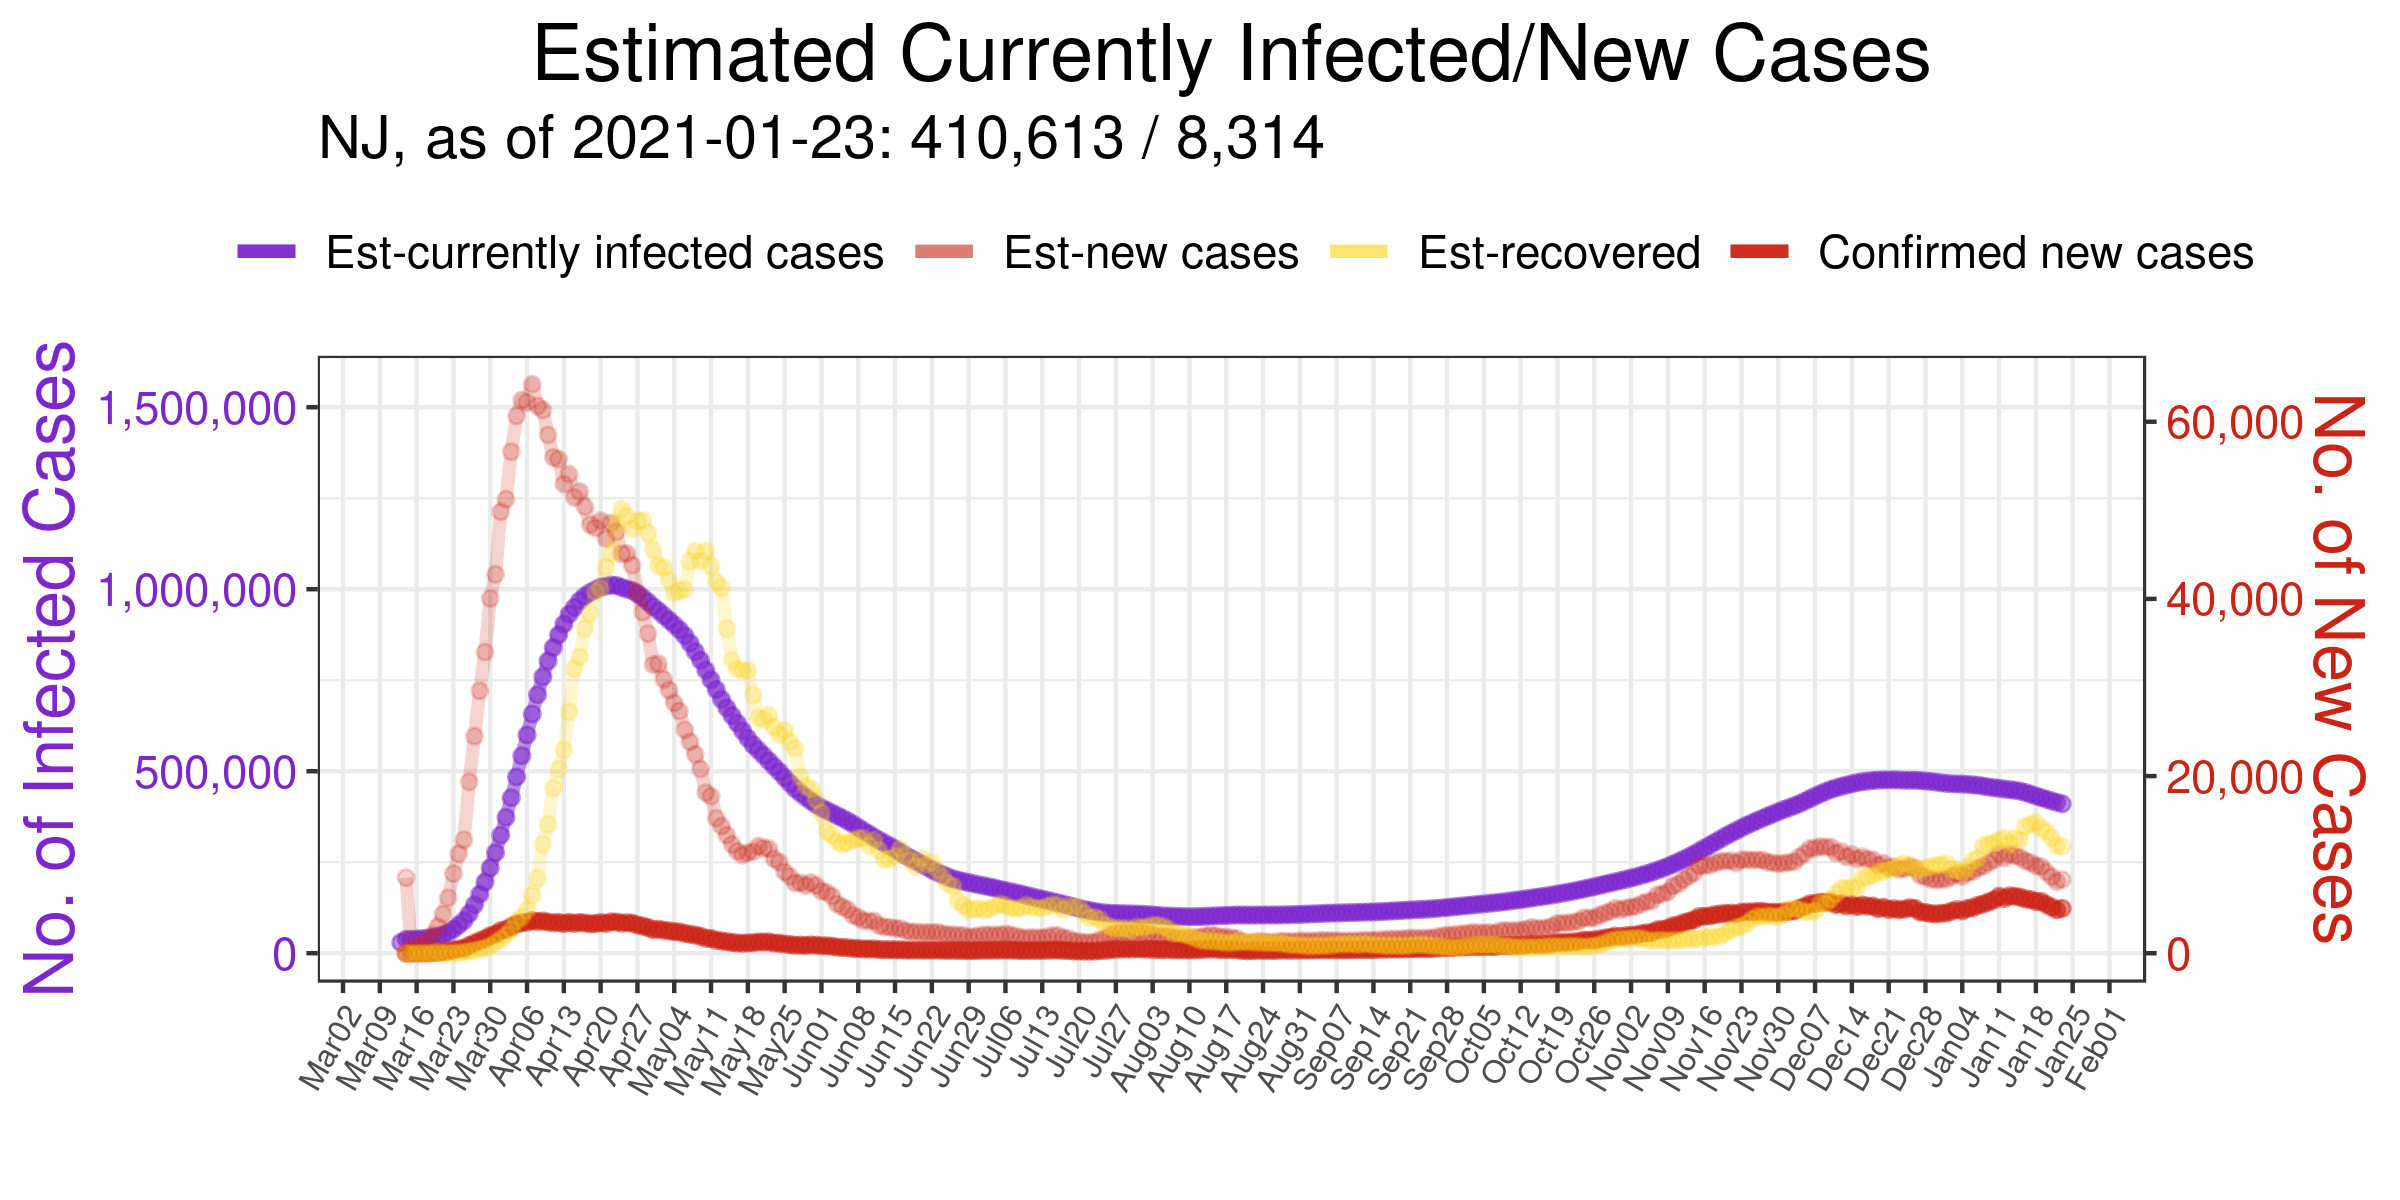 Estimated Currently Infected/New Cases
NJ, as of 2021-01-23: 410,613 / 8,314
Est-currently infected cases Est-new cases Est-recovered Confirmed new cases
No. of Infected Cases
1,500,000
1,000,000
500,000
0
60,000
40,000
20,000
0
No. of New Cases
Mar02 Mar09 Mar16 Mar23 Mar30 Apr06 Apr13 Apr20 Apr27 May04 May11 May18 May25 Jun01 Jun08 Jun15 Jun22 Jun29 Jul06 Jul13 Jul20 Jul27 Aug03 Aug10 Aug17 Aug24 Aug31 Sep07 Sep14 Sep21 Sep28 Oct05 Oct12 Oct19 Oct26 Nov02 Nov09 Nov16 Nov23 Nov30 Dec07 Dec14 Dec21 Dec28 Jan04 Jan11 Jan18 Jan25 Feb01